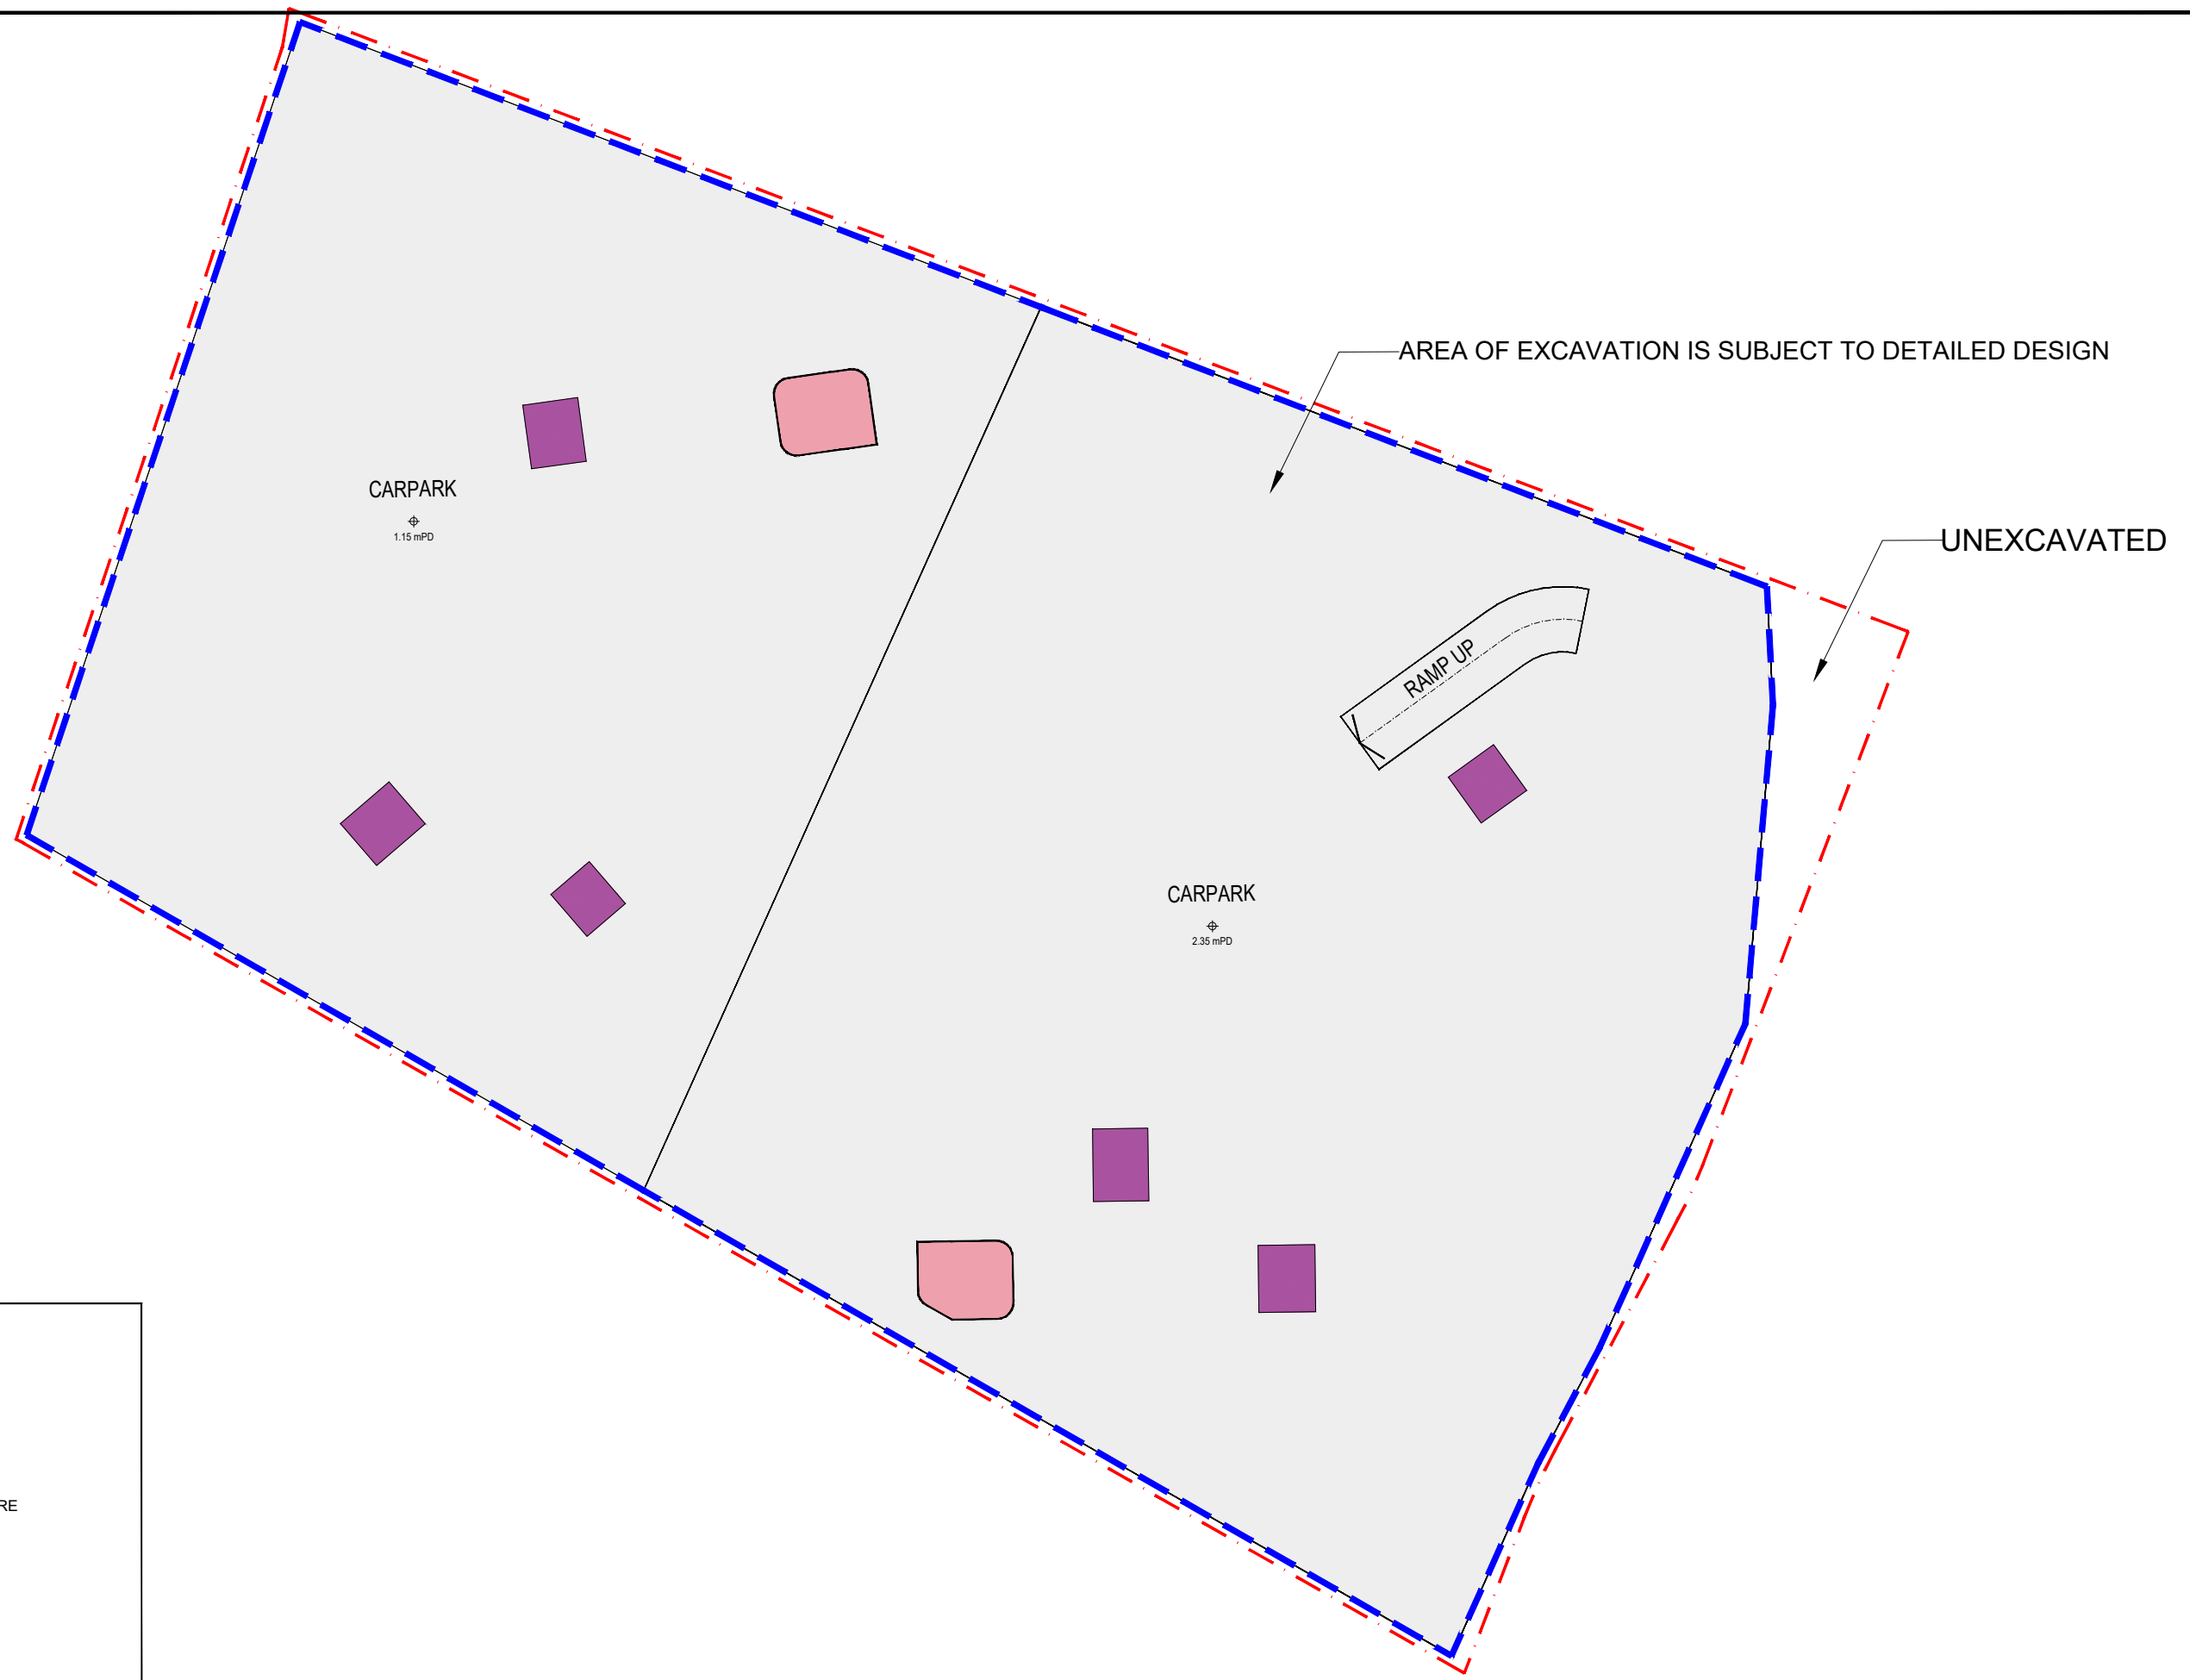 AREA OF EXCAVATION IS SUBJECT TO DETAILED DESIGN
CARPARK
1.15 mPD
UNEXCAVATED
RAMP UP
CARPARK
2.35 mPD
RE